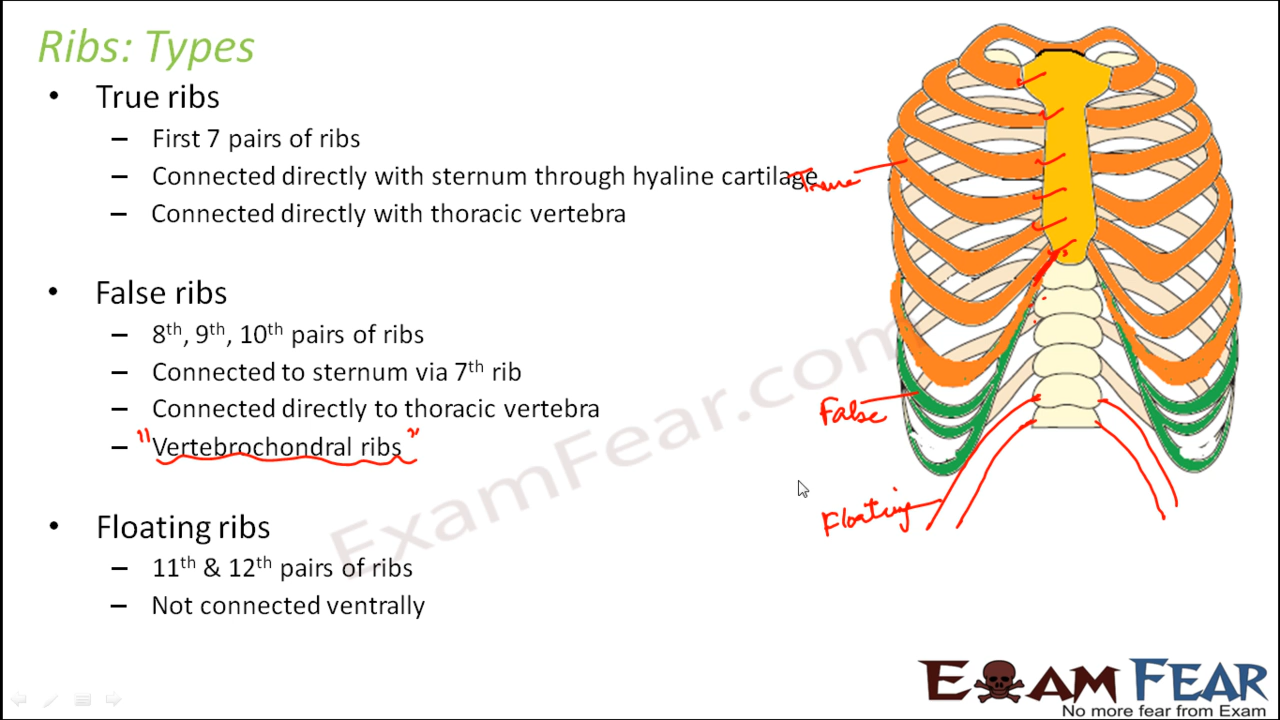 Ribs: Types
• True ribs
– First 7 pairs of ribs
– Connected directly with sternum through hyaline cartilage
– Connected directly with thoracic vertebra
• False ribs
– 8th, 9th, 10th pairs of ribs
– Connected to sternum via 7th rib
– Connected directly to thoracic vertebra
– "Vertebrochondral ribs"
• Floating ribs
– 11th & 12th pairs of ribs
– Not connected ventrally
True
False
Floating
ExamFear.com
EXAM FEAR
No more fear from Exam